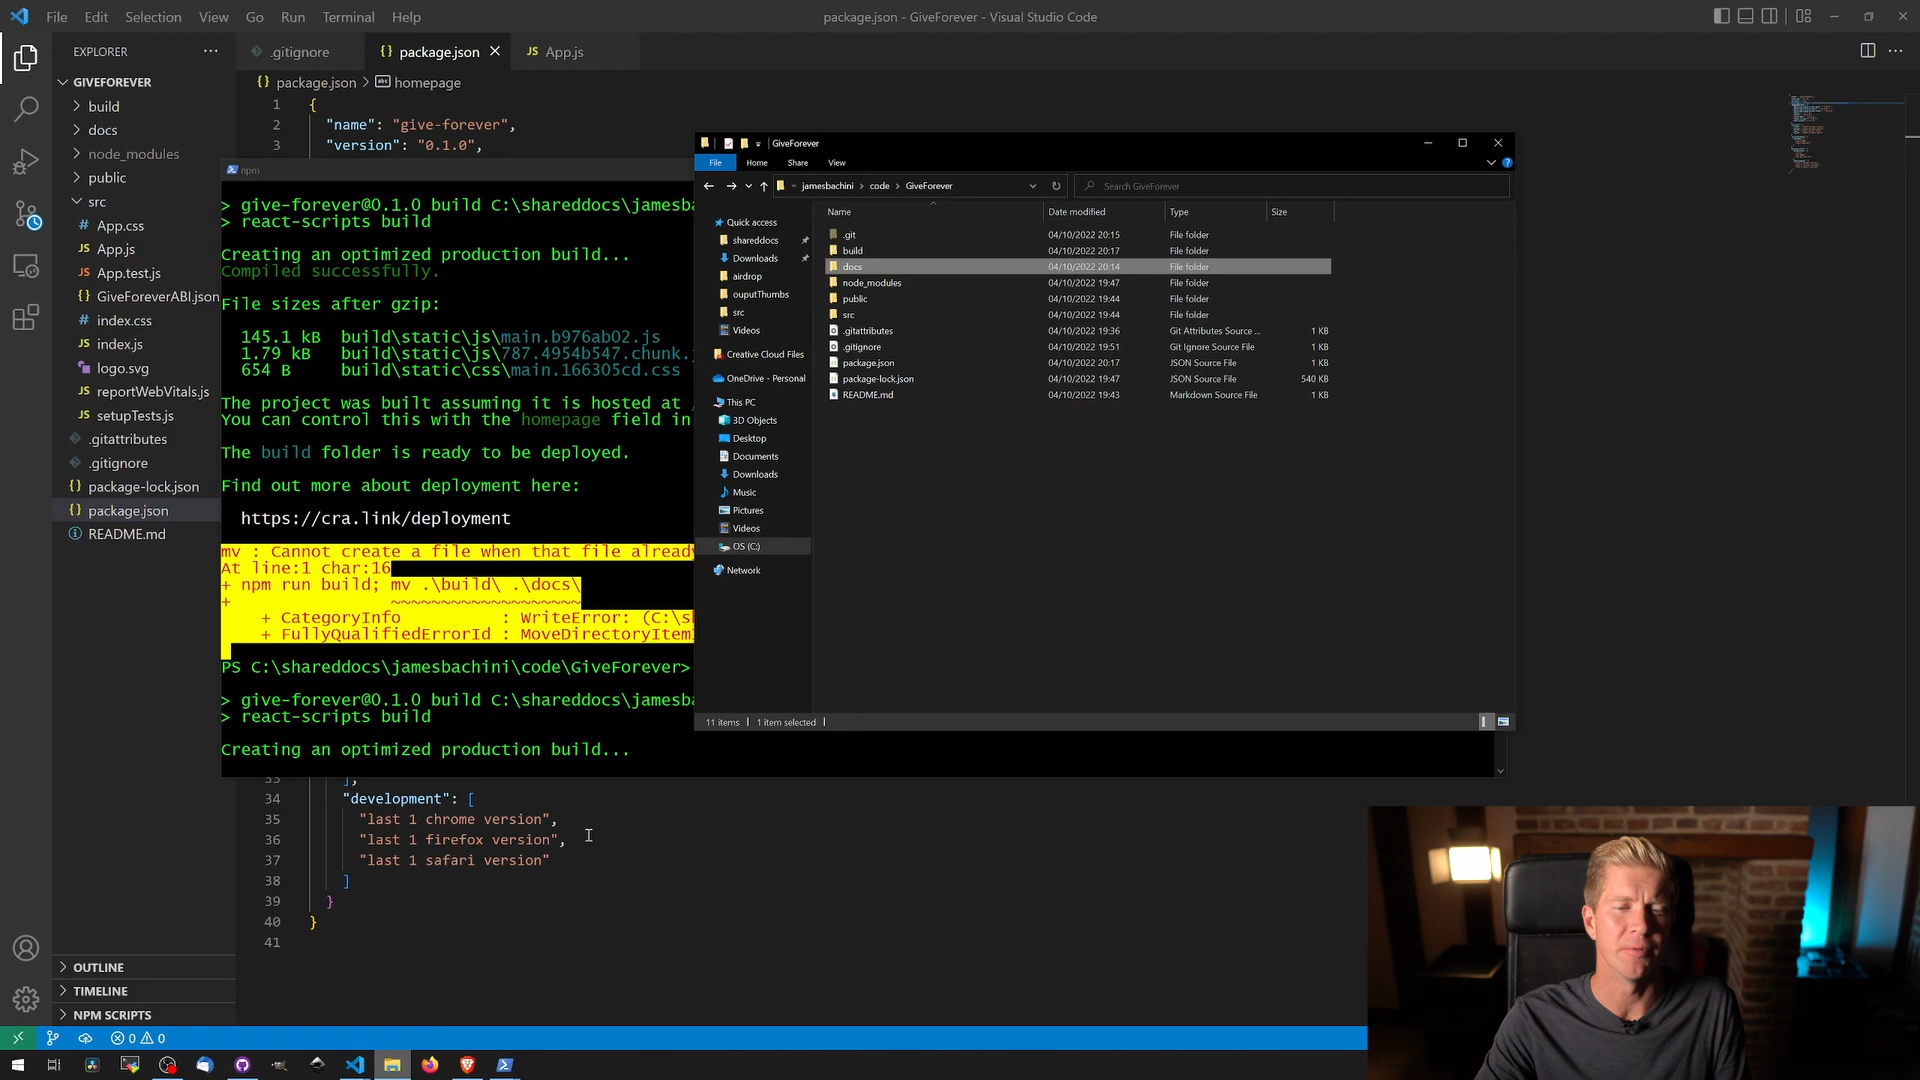 File Edit Selection View Go Run Terminal Help
package.json - GiveForever - Visual Studio Code
EXPLORER
.gitignore
{} package.json
JS App.js
{} package.json > homepage
GIVEFOREVER
build
docs
node_modules
public
src
# App.css
JS App.js
JS App.test.js
{} GiveForeverABI.json
# index.css
JS index.js
logo.svg
JS reportWebVitals.js
JS setupTests.js
.gitattributes
.gitignore
{} package-lock.json
{} package.json
README.md
OUTLINE
TIMELINE
NPM SCRIPTS
0 0
1 {
2 "name": "give-forever",
3 "version": "0.1.0",
npm
> give-forever@0.1.0 build C:\shareddocs\jamesba
> react-scripts build
Creating an optimized production build...
Compiled successfully.
File sizes after gzip:
145.1 kB build\static\js\main.b976ab02.js
1.79 kB build\static\js\787.4954b547.chunk.
654 B build\static\css\main.166305cd.css
The project was built assuming it is hosted at /
You can control this with the homepage field in
The build folder is ready to be deployed.
Find out more about deployment here:
https://cra.link/deployment
mv : Cannot create a file when that file already
At line:1 char:16
+ npm run build; mv .\build\ .\docs\
+ ~~~~~~~~~~~~~~~~~~~
+ CategoryInfo : WriteError: (C:\s
+ FullyQualifiedErrorId : MoveDirectoryItem
PS C:\shareddocs\jamesbachini\code\GiveForever>
> give-forever@0.1.0 build C:\shareddocs\jamesba
> react-scripts build
Creating an optimized production build...
33 ],
34 "development": [
35 "last 1 chrome version",
36 "last 1 firefox version",
37 "last 1 safari version"
38 ]
39 }
40 }
41
GiveForever
File Home Share View
« jamesbachini > code > GiveForever
Search GiveForever
Quick access
shareddocs
Downloads
airdrop
ouputThumbs
src
Videos
Creative Cloud Files
OneDrive - Personal
This PC
3D Objects
Desktop
Documents
Downloads
Music
Pictures
Videos
OS (C:)
Network
Name Date modified Type Size
.git 04/10/2022 20:15 File folder
build 04/10/2022 20:17 File folder
docs 04/10/2022 20:14 File folder
node_modules 04/10/2022 19:47 File folder
public 04/10/2022 19:44 File folder
src 04/10/2022 19:44 File folder
.gitattributes 04/10/2022 19:36 Git Attributes Source ... 1 KB
.gitignore 04/10/2022 19:51 Git Ignore Source File 1 KB
package.json 04/10/2022 20:17 JSON Source File 1 KB
package-lock.json 04/10/2022 19:47 JSON Source File 540 KB
README.md 04/10/2022 19:43 Markdown Source File 1 KB
11 items 1 item selected